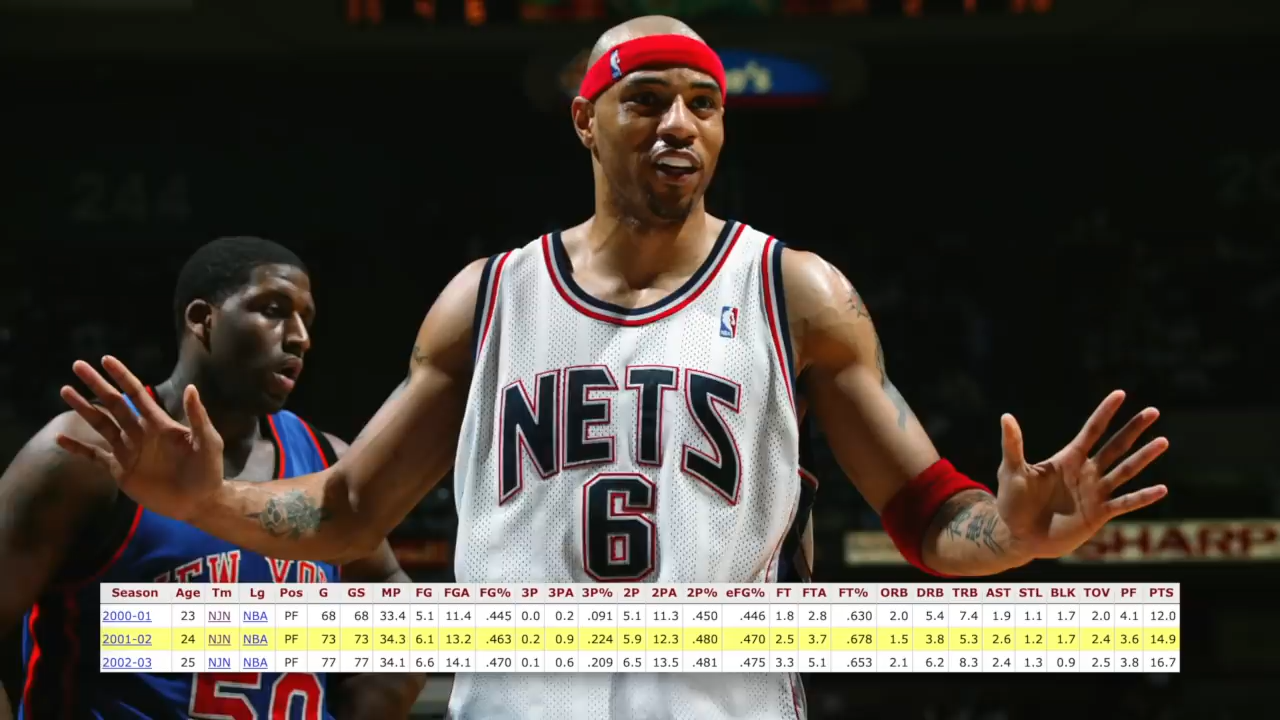 o's
244
NETS
6
SHARP
NEW YO
50
Season Age Tm Lg Pos G GS MP FG FGA FG% 3P 3PA 3P% 2P 2PA 2P% eFG% FT FTA FT% ORB DRB TRB AST STL BLK TOV PF PTS
2000-01 23 NJN NBA PF 68 68 33.4 5.1 11.4 .445 0.0 0.2 .091 5.1 11.3 .450 .446 1.8 2.8 .630 2.0 5.4 7.4 1.9 1.1 1.7 2.0 4.1 12.0
2001-02 24 NJN NBA PF 73 73 34.3 6.1 13.2 .463 0.2 0.9 .224 5.9 12.3 .480 .470 2.5 3.7 .678 1.5 3.8 5.3 2.6 1.2 1.7 2.4 3.6 14.9
2002-03 25 NJN NBA PF 77 77 34.1 6.6 14.1 .470 0.1 0.6 .209 6.5 13.5 .481 .475 3.3 5.1 .653 2.1 6.2 8.3 2.4 1.3 0.9 2.5 3.8 16.7